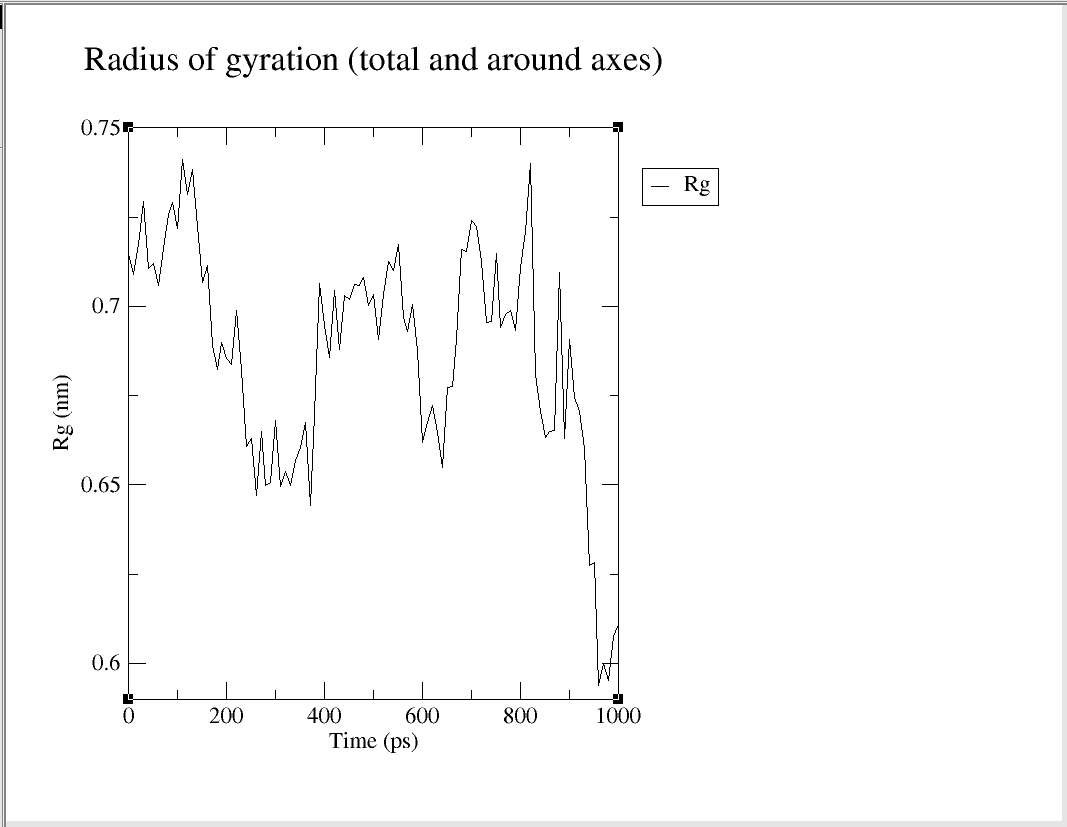 Radius of gyration (total and around axes)
0.75
0.7
0.65
0.6
Rg (nm)
Rg
0 200 400 600 800 1000
Time (ps)